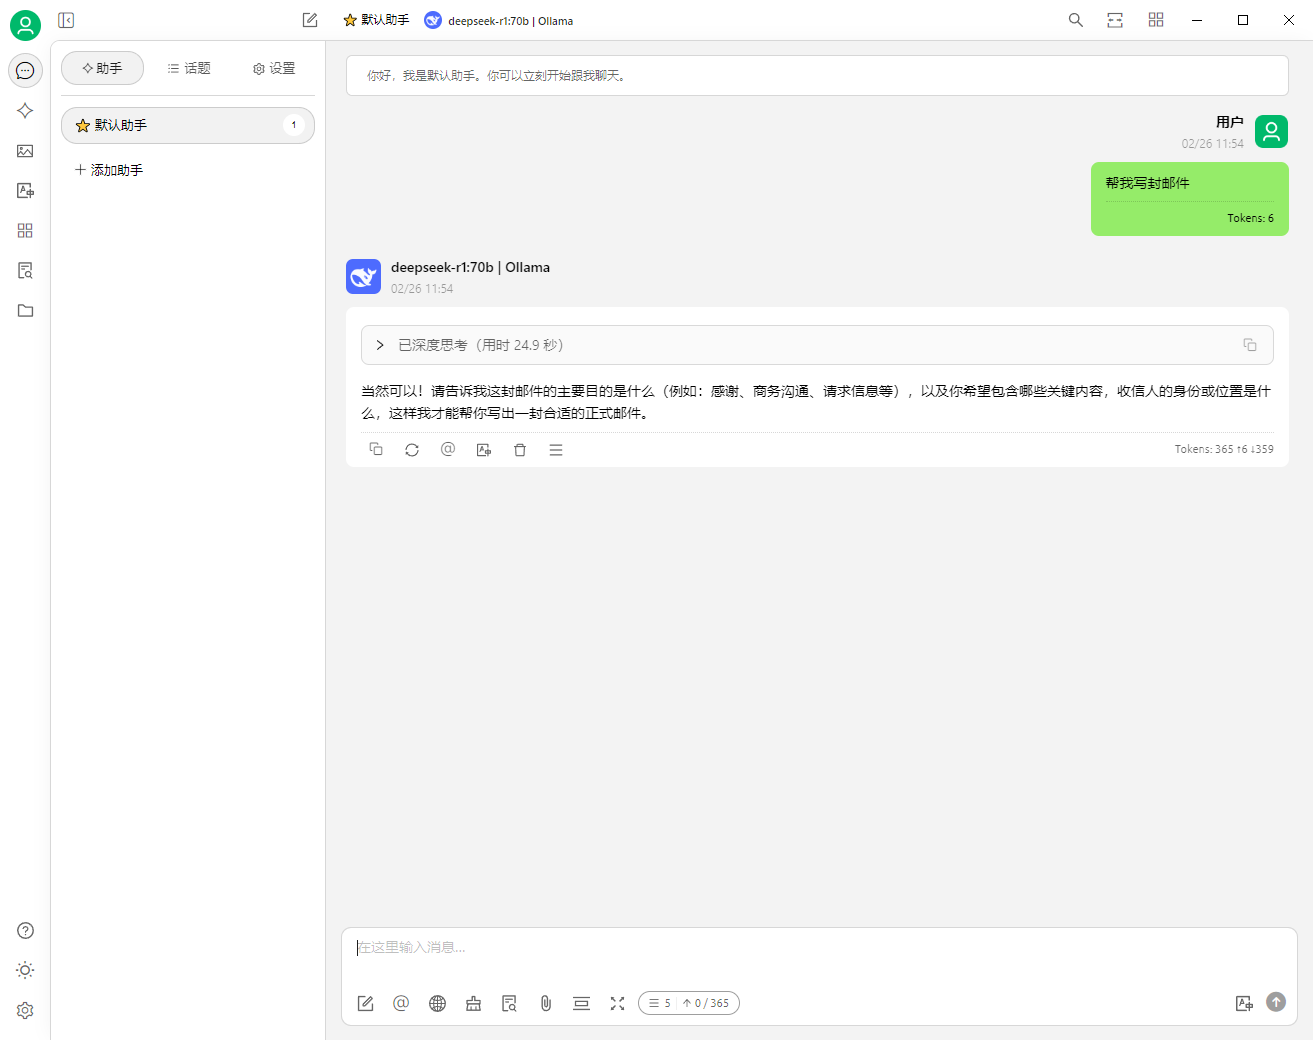 默认助手
deepseek-r1:70b | Ollama
助手
话题
设置
默认助手
1
添加助手
你好，我是默认助手。你可以立刻开始跟我聊天。
用户
02/26 11:54
帮我写封邮件
Tokens: 6
deepseek-r1:70b | Ollama
02/26 11:54
已深度思考（用时 24.9 秒）
当然可以！请告诉我这封邮件的主要目的是什么（例如：感谢、商务沟通、请求信息等），以及你希望包含哪些关键内容，收信人的身份或位置是什
么，这样我才能帮你写出一封合适的正式邮件。
Tokens: 365 ↑6 ↓359
在这里输入消息...
5 | ↑ 0 / 365